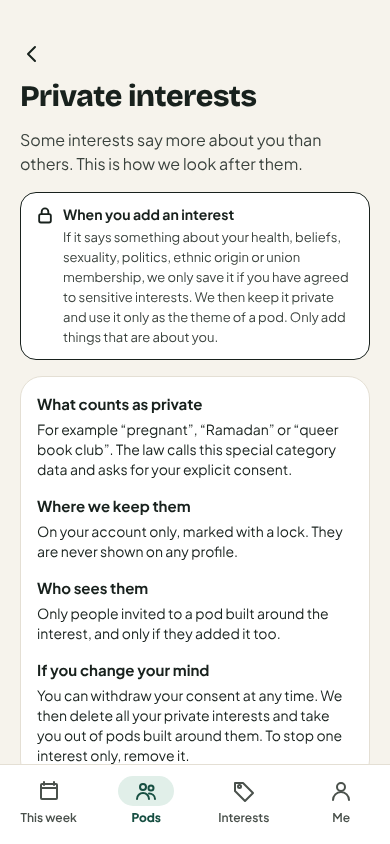 Private interests
Some interests say more about you than
others. This is how we look after them.
When you add an interest
If it says something about your health, beliefs,
sexuality, politics, ethnic origin or union
membership, we only save it if you have agreed
to sensitive interests. We then keep it private
and use it only as the theme of a pod. Only add
things that are about you.
What counts as private
For example “pregnant”, “Ramadan” or “queer
book club”. The law calls this special category
data and asks for your explicit consent.
Where we keep them
On your account only, marked with a lock. They
are never shown on any profile.
Who sees them
Only people invited to a pod built around the
interest, and only if they added it too.
If you change your mind
You can withdraw your consent at any time. We
then delete all your private interests and take
you out of pods built around them. To stop one
interest only, remove it.
This week
Pods
Interests
Me